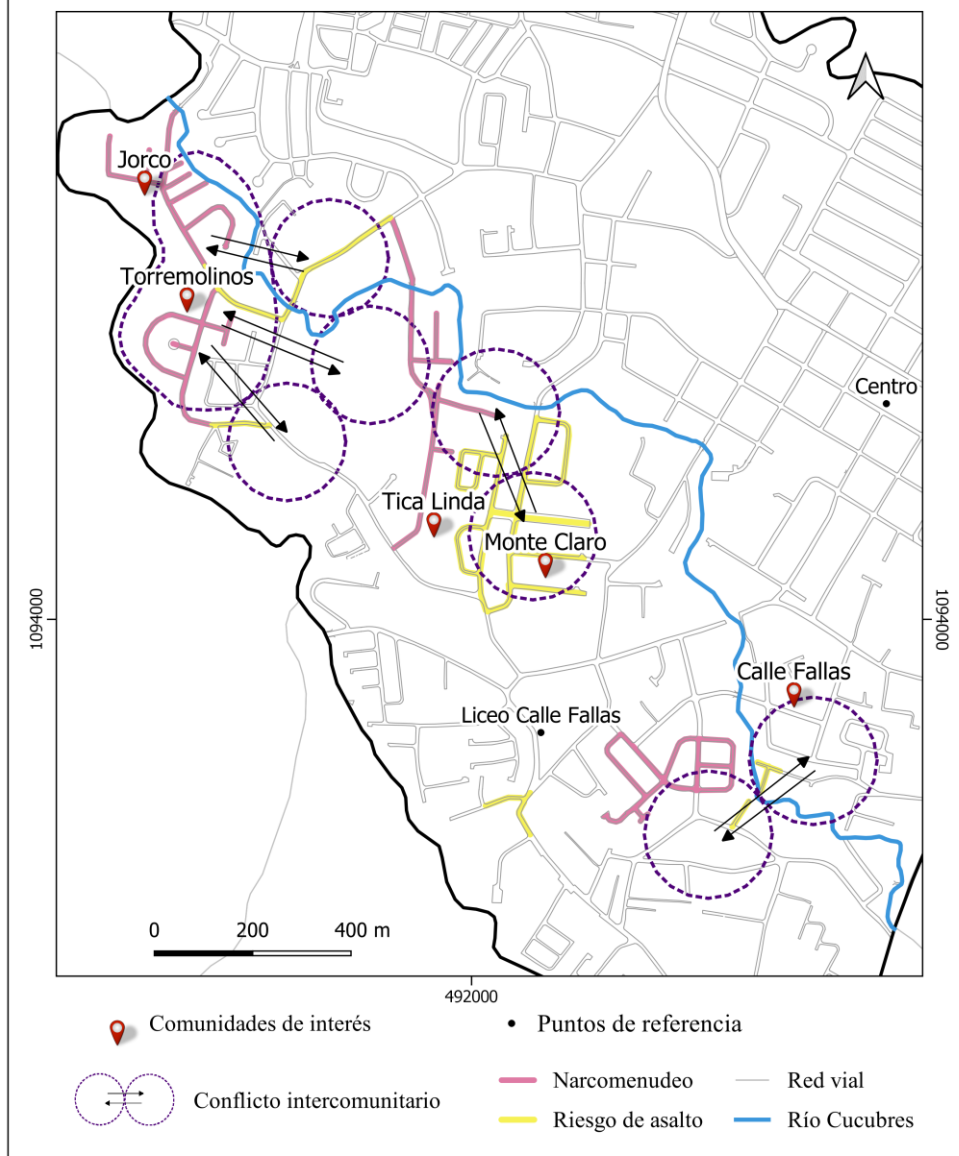 Jorco
Torremolinos
Centro
Tica Linda
Monte Claro
1094000
1094000
Calle Fallas
Liceo Calle Fallas
0 200 400 m
492000
Comunidades de interés
Puntos de referencia
Conflicto intercomunitario
Narcomenudeo
Red vial
Riesgo de asalto
Río Cucubres